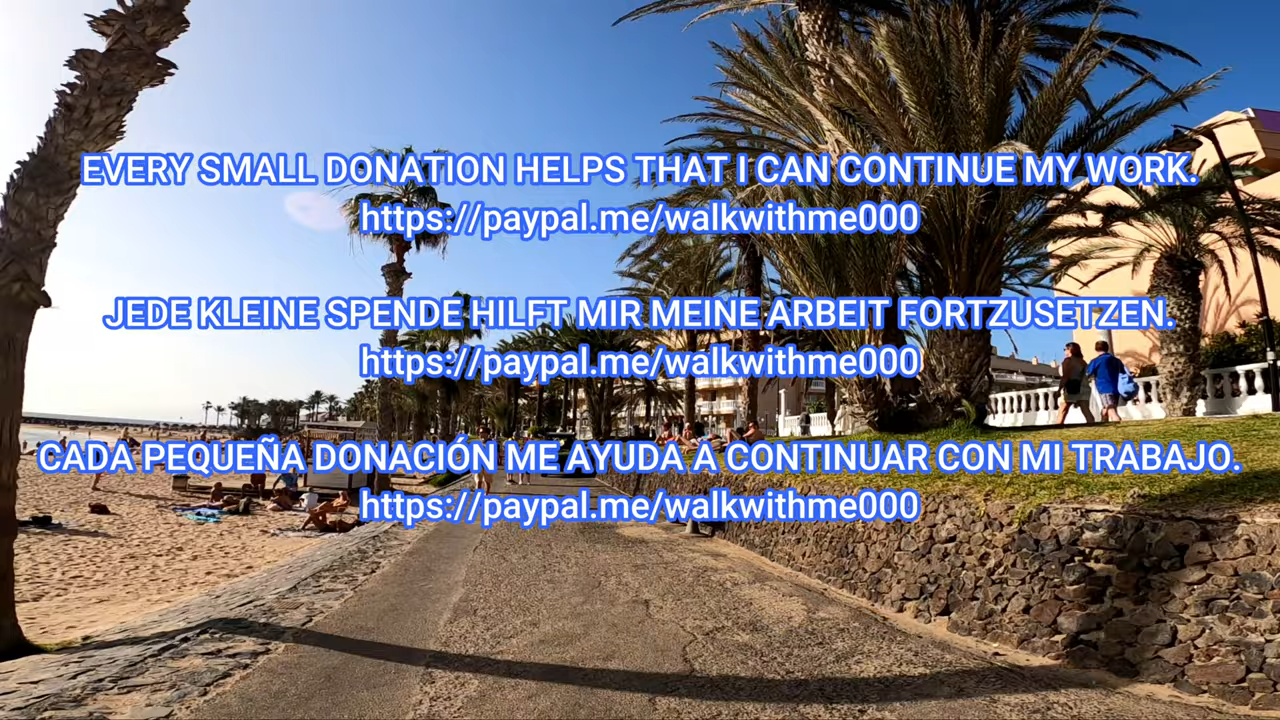 EVERY SMALL DONATION HELPS THAT I CAN CONTINUE MY WORK.
https://paypal.me/walkwithme000
JEDE KLEINE SPENDE HILFT MIR MEINE ARBEIT FORTZUSETZEN.
https://paypal.me/walkwithme000
CADA PEQUEÑA DONACIÓN ME AYUDA A CONTINUAR CON MI TRABAJO.
https://paypal.me/walkwithme000